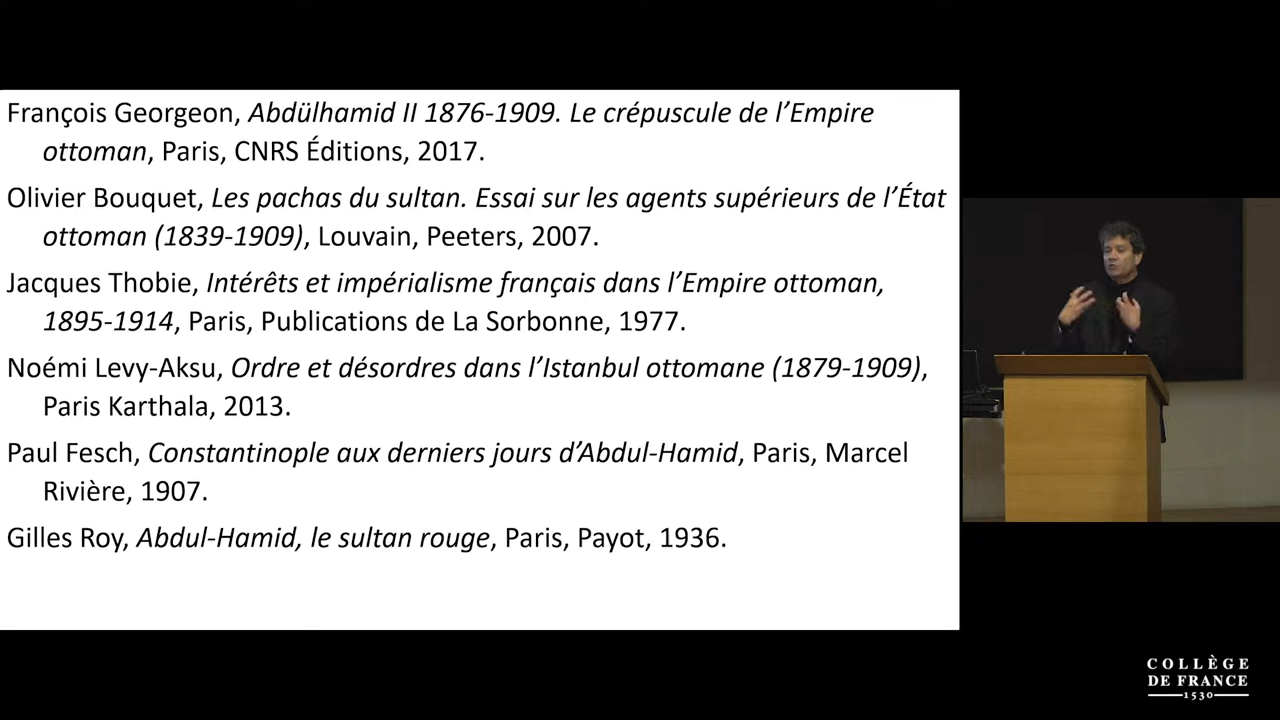 François Georgeon, Abdülhamid II 1876-1909. Le crépuscule de l’Empire
ottoman, Paris, CNRS Éditions, 2017.
Olivier Bouquet, Les pachas du sultan. Essai sur les agents supérieurs de l’État
ottoman (1839-1909), Louvain, Peeters, 2007.
Jacques Thobie, Intérêts et impérialisme français dans l’Empire ottoman,
1895-1914, Paris, Publications de La Sorbonne, 1977.
Noémi Levy-Aksu, Ordre et désordres dans l’Istanbul ottomane (1879-1909),
Paris Karthala, 2013.
Paul Fesch, Constantinople aux derniers jours d’Abdul-Hamid, Paris, Marcel
Rivière, 1907.
Gilles Roy, Abdul-Hamid, le sultan rouge, Paris, Payot, 1936.
COLLÈGE
DE FRANCE
1530